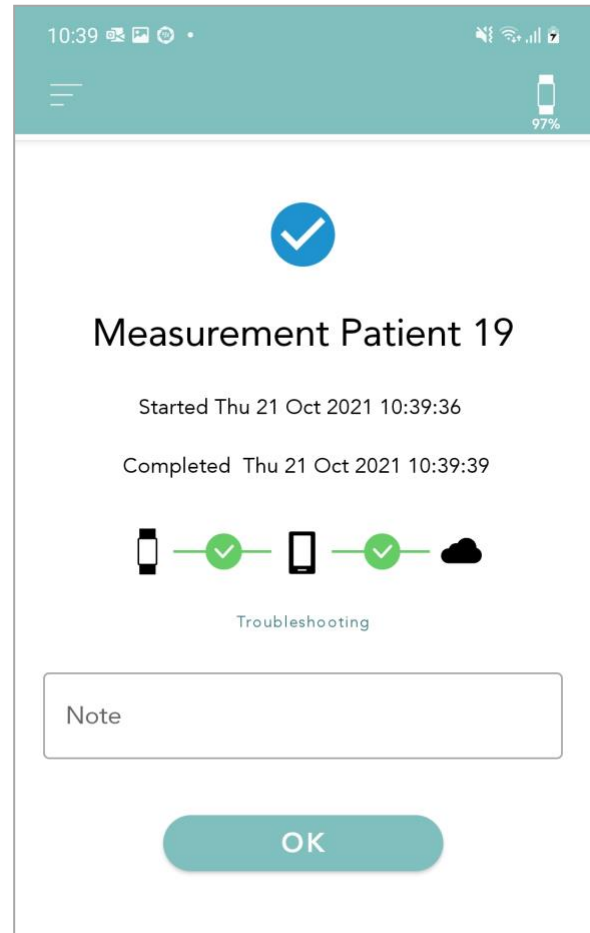 10:39
97%
Measurement Patient 19
Started Thu 21 Oct 2021 10:39:36
Completed Thu 21 Oct 2021 10:39:39
Troubleshooting
Note
OK